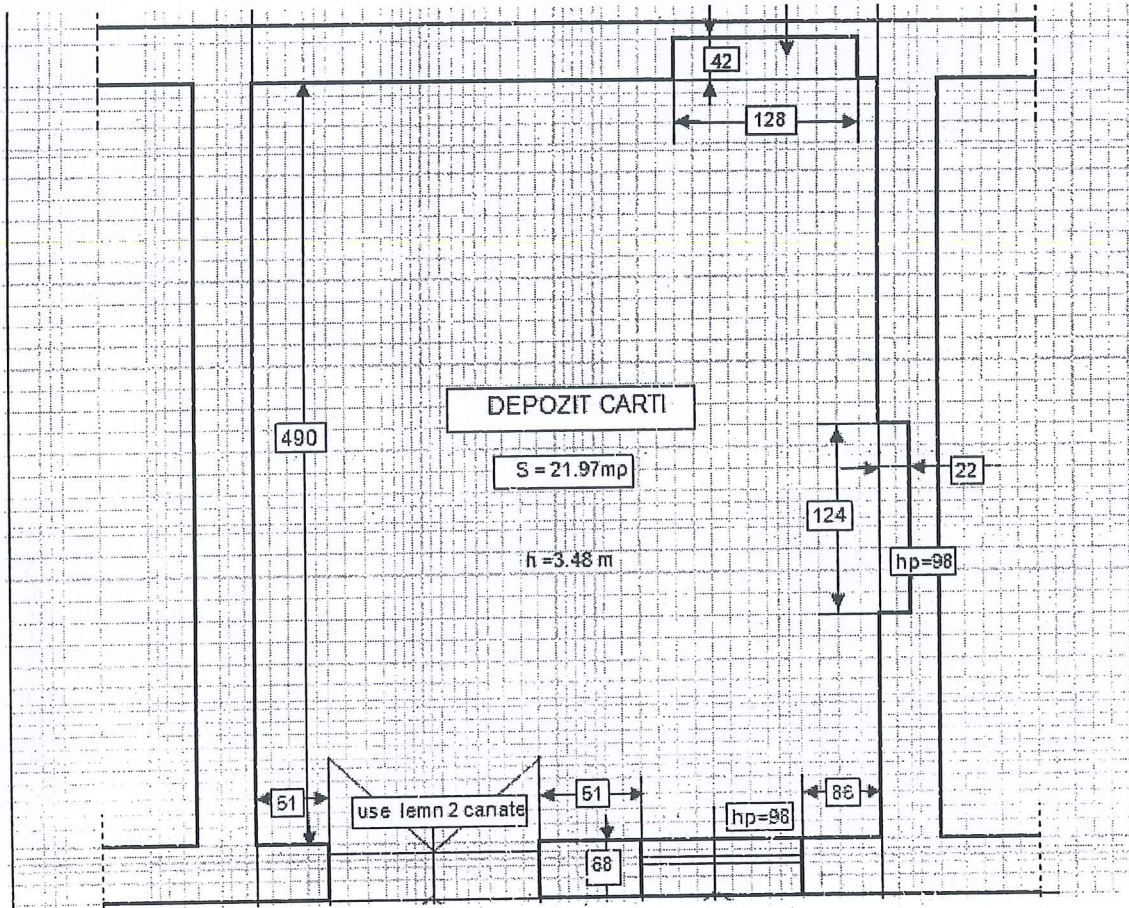 42
128
DEPOZIT CARTI
490
S = 21.97mp
22
124
h =3.48 m
hp=98
51
use lemn 2 canate
51
hp=98
86
68